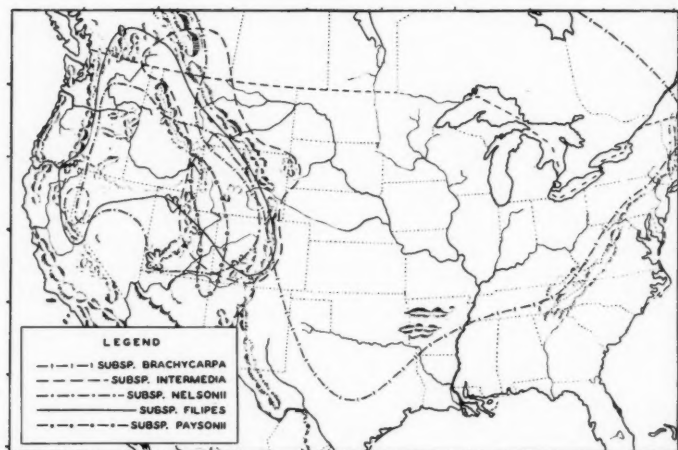 LEGEND
SUBSP. BRACHYCARPA
SUBSP. INTERMEDIA
SUBSP. NELSONII
SUBSP. FILIPES
SUBSP. PAYSONII